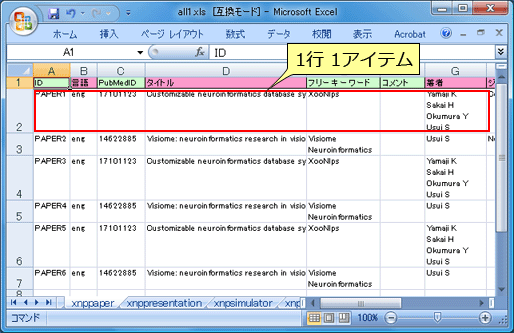 all1.xls [互換モード] - Microsoft Excel
ホーム 挿入 ページ レイアウト 数式 データ 校閲 表示 Acrobat
A1 fx ID
1行 1アイテム
A B C D E F G
1 ID 言語 PubMedID タイトル フリーキーワード コメント 著者
2 PAPER1 eng 17101123 Customizable neuroinformatics database sy XooNIps Yamaji K
Sakai H
Okumura Y
Usui S
3 PAPER2 eng 14622885 Visiome: neuroinformatics research in visio Visiome Usui S
Neuroinformatics
4 PAPER3 eng 17101123 Customizable neuroinformatics database sy XooNIps Yamaji K
Sakai H
Okumura Y
Usui S
5 PAPER4 eng 14622885 Visiome: neuroinformatics research in visio Visiome Usui S
Neuroinformatics
6 PAPER5 eng 17101123 Customizable neuroinformatics database sy XooNIps Yamaji K
Sakai H
Okumura Y
Usui S
7 PAPER6 eng 14622885 Visiome: neuroinformatics research in visio Visiome Usui S
Neuroinformatics
8
xnppaper xnppresentation xnpsimulator
コマンド 100%